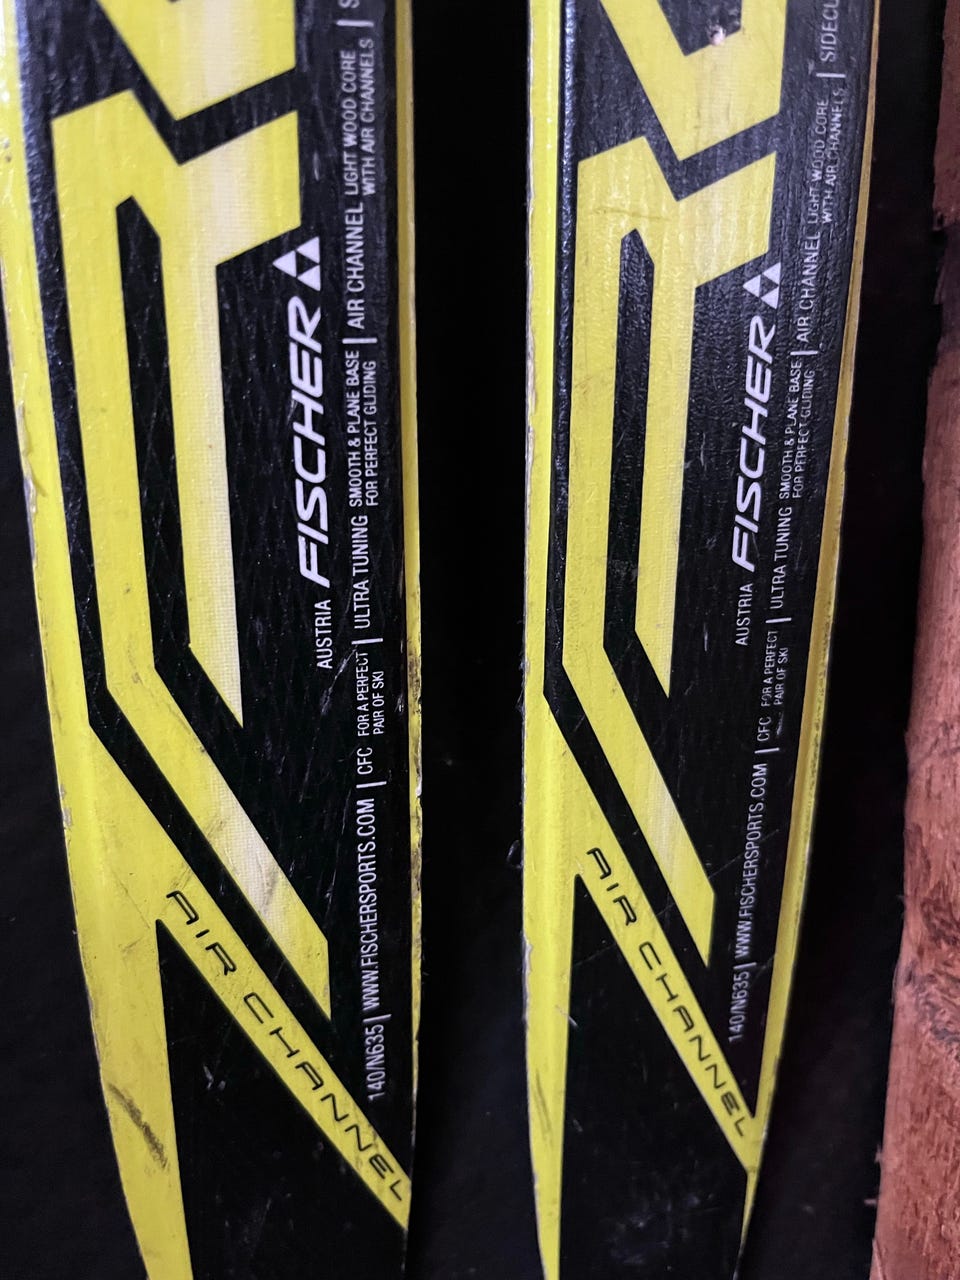 AIR CHANNEL
AUSTRIA FISCHER
140/N635 | WWW.FISCHERSPORTS.COM | CFC FOR A PERFECT PAIR OF SKI | ULTRA TUNING SMOOTH & PLANE BASE FOR PERFECT GLIDING | AIR CHANNEL LIGHT WOOD CORE WITH AIR CHANNELS | S
AIR CHANNEL
AUSTRIA FISCHER
140/N635 | WWW.FISCHERSPORTS.COM | CFC FOR A PERFECT PAIR OF SKI | ULTRA TUNING SMOOTH & PLANE BASE FOR PERFECT GLIDING | AIR CHANNEL LIGHT WOOD CORE WITH AIR CHANNELS | SIDECU